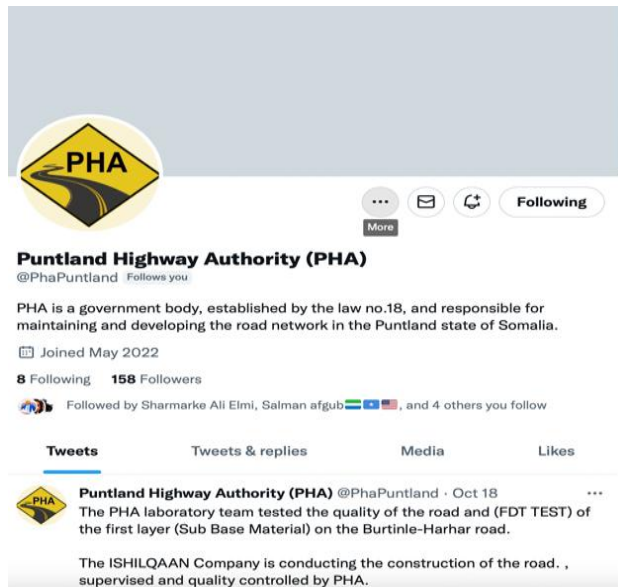 PHA
More
Following
Puntland Highway Authority (PHA)
@PhaPuntland Follows you
PHA is a government body, established by the law no.18, and responsible for
maintaining and developing the road network in the Puntland state of Somalia.
Joined May 2022
8 Following 158 Followers
Followed by Sharmarke Ali Elmi, Salman afgub, and 4 others you follow
Tweets Tweets & replies Media Likes
PHA
Puntland Highway Authority (PHA) @PhaPuntland · Oct 18
The PHA laboratory team tested the quality of the road and (FDT TEST) of
the first layer (Sub Base Material) on the Burtinle-Harhar road.
The ISHILQAAN Company is conducting the construction of the road. ,
supervised and quality controlled by PHA.